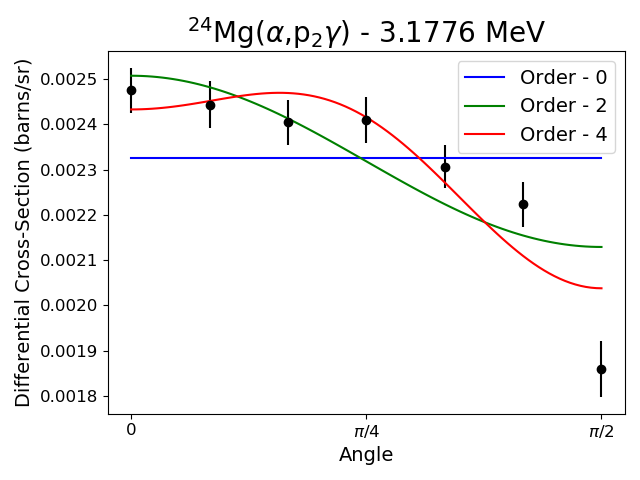 ²⁴Mg(α,p₂γ) - 3.1776 MeV
Order - 0
Order - 2
Order - 4
Differential Cross-Section (barns/sr)
0.0025
0.0024
0.0023
0.0022
0.0021
0.0020
0.0019
0.0018
0 π/4 π/2
Angle